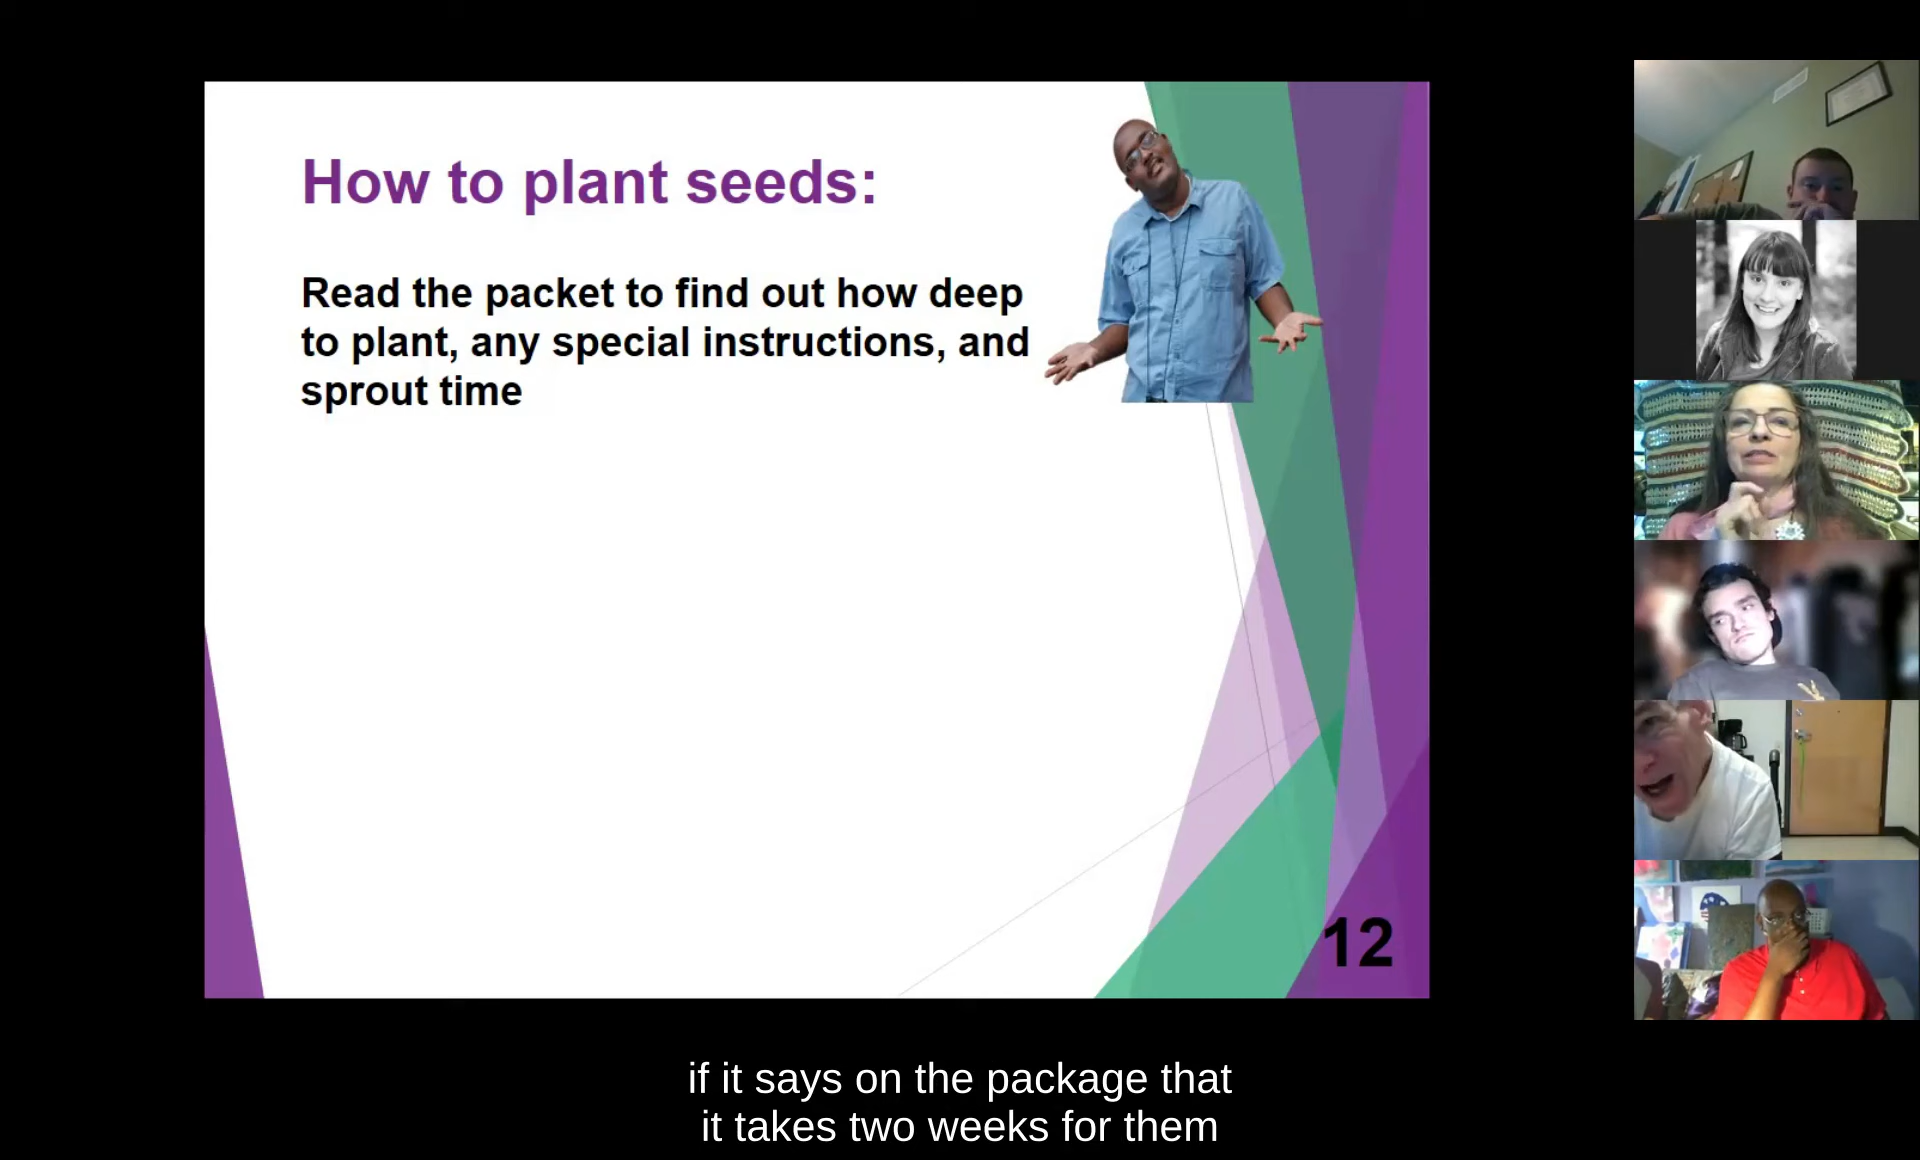 How to plant seeds:
Read the packet to find out how deep
to plant, any special instructions, and
sprout time
12
if it says on the package that
it takes two weeks for them